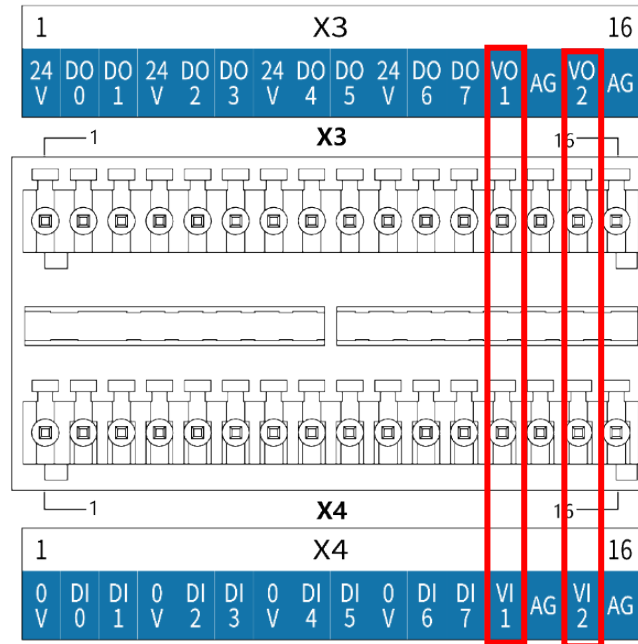 1 X3 16
24 V DO 0 DO 1 24 V DO 2 DO 3 24 V DO 4 DO 5 24 V DO 6 DO 7 VO 1 AG VO 2 AG
1 X3 16
1 X4 16
1 X4 16
0 V DI 0 DI 1 0 V DI 2 DI 3 0 V DI 4 DI 5 0 V DI 6 DI 7 VI 1 AG VI 2 AG